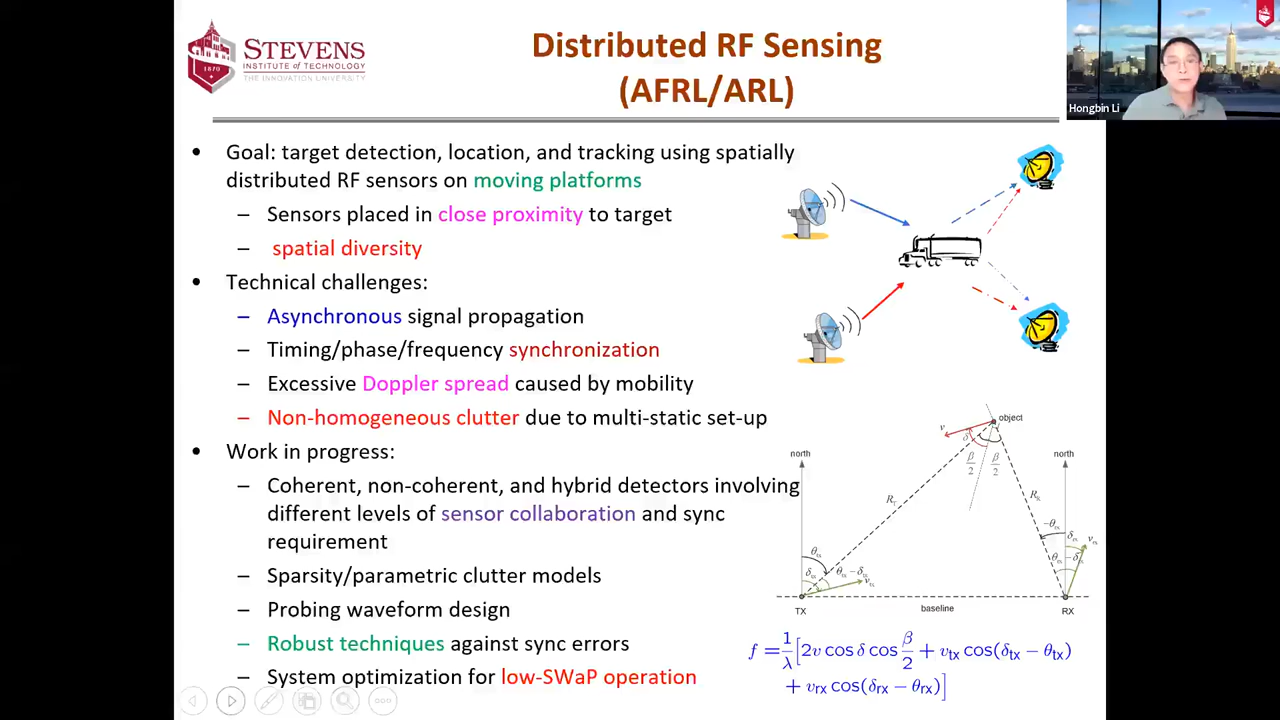 STEVENS
INSTITUTE of TECHNOLOGY
THE INNOVATION UNIVERSITY
1870
Distributed RF Sensing
(AFRL/ARL)
Hongbin Li
• Goal: target detection, location, and tracking using spatially
distributed RF sensors on moving platforms
– Sensors placed in close proximity to target
– spatial diversity
• Technical challenges:
– Asynchronous signal propagation
– Timing/phase/frequency synchronization
– Excessive Doppler spread caused by mobility
– Non-homogeneous clutter due to multi-static set-up
• Work in progress:
– Coherent, non-coherent, and hybrid detectors involving
different levels of sensor collaboration and sync
requirement
– Sparsity/parametric clutter models
– Probing waveform design
– Robust techniques against sync errors
– System optimization for low-SWaP operation
object
v
δ
β/2 β/2
north north
R_T R_R
θ_tx −θ_rx δ_rx v_rx
δ_tx θ_tx − δ_tx v_tx θ_rx − δ_rx
TX baseline RX
f = 1/λ [2v cos δ cos β/2 + v_tx cos(δ_tx − θ_tx)
+ v_rx cos(δ_rx − θ_rx)]